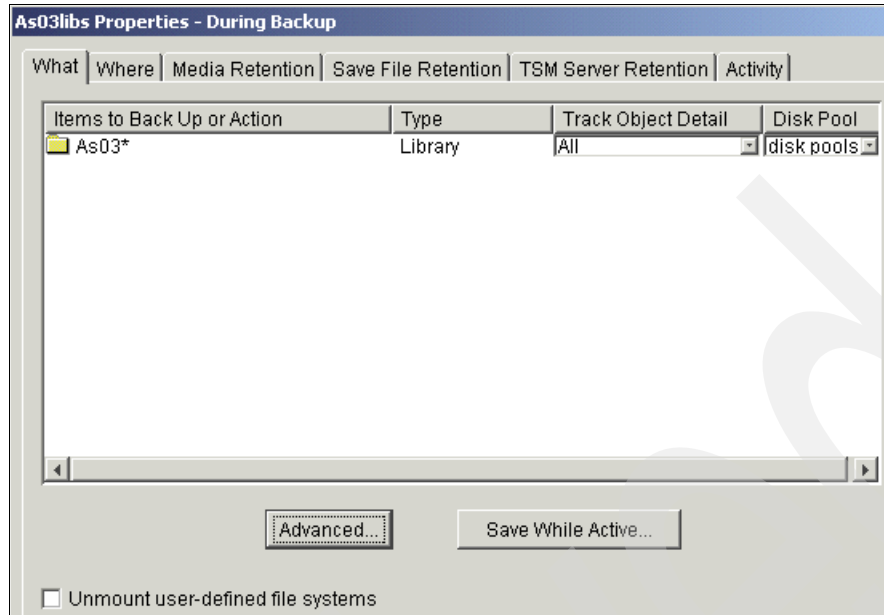 As03libs Properties - During Backup
What Where Media Retention Save File Retention TSM Server Retention Activity
Items to Back Up or Action Type Track Object Detail Disk Pool
As03* Library All disk pools
Advanced... Save While Active...
Unmount user-defined file systems